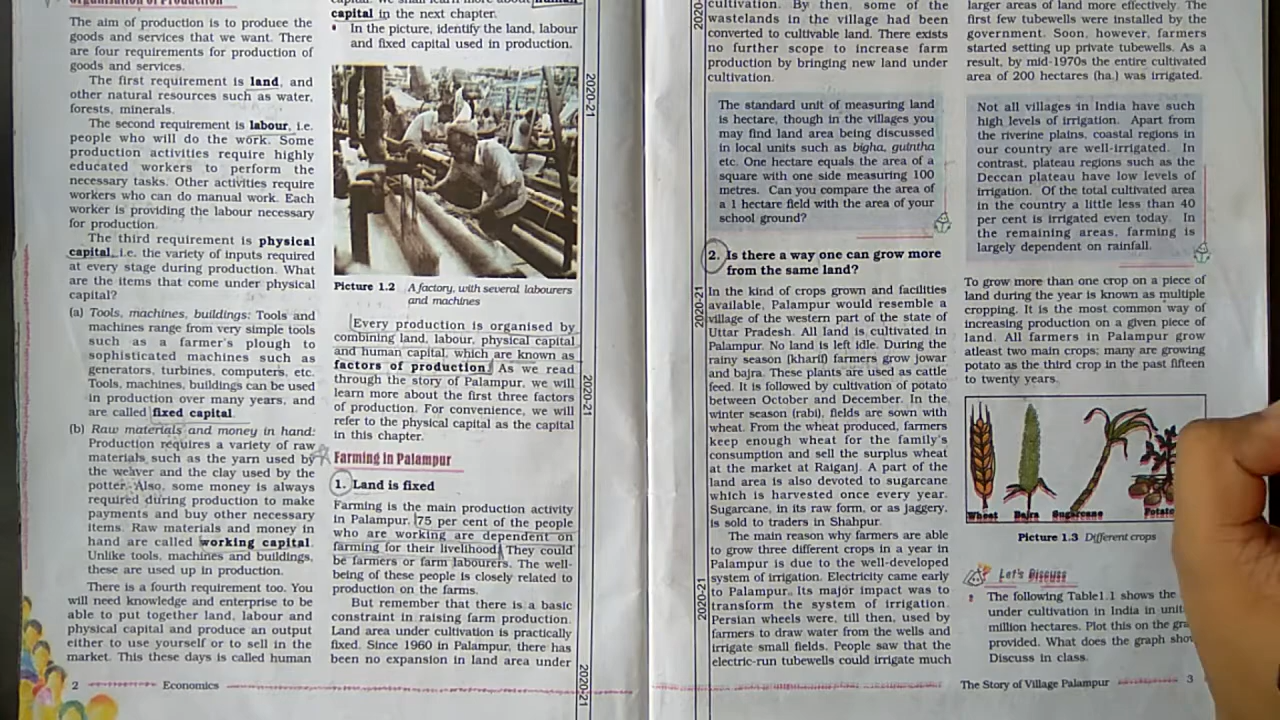 Organisation of Production
The aim of production is to produce the
goods and services that we want. There
are four requirements for production of
goods and services.
The first requirement is land, and
other natural resources such as water,
forests, minerals.
The second requirement is labour, i.e.
people who will do the work. Some
production activities require highly
educated workers to perform the
necessary tasks. Other activities require
workers who can do manual work. Each
worker is providing the labour necessary
for production.
The third requirement is physical
capital, i.e. the variety of inputs required
at every stage during production. What
are the items that come under physical
capital?
(a) Tools, machines, buildings: Tools and
machines range from very simple tools
such as a farmer's plough to
sophisticated machines such as
generators, turbines, computers, etc.
Tools, machines, buildings can be used
in production over many years, and
are called fixed capital.
(b) Raw materials and money in hand:
Production requires a variety of raw
materials such as the yarn used by
the weaver and the clay used by the
potter. Also, some money is always
required during production to make
payments and buy other necessary
items. Raw materials and money in
hand are called working capital.
Unlike tools, machines and buildings,
these are used up in production.
There is a fourth requirement too. You
will need knowledge and enterprise to be
able to put together land, labour and
physical capital and produce an output
either to use yourself or to sell in the
market. This these days is called human
2
Economics
capital. We shall learn more about human
capital in the next chapter.
• In the picture, identify the land, labour
and fixed capital used in production.
Picture 1.2 A factory, with several labourers
and machines
Every production is organised by
combining land, labour, physical capital
and human capital, which are known as
factors of production. As we read
through the story of Palampur, we will
learn more about the first three factors
of production. For convenience, we will
refer to the physical capital as the capital
in this chapter.
Farming in Palampur
1. Land is fixed
Farming is the main production activity
in Palampur. 75 per cent of the people
who are working are dependent on
farming for their livelihood. They could
be farmers or farm labourers. The well-
being of these people is closely related to
production on the farms.
But remember that there is a basic
constraint in raising farm production.
Land area under cultivation is practically
fixed. Since 1960 in Palampur, there has
been no expansion in land area under
2020-21
2020-21
2020-21
2020-
2020-21
2020-21
cultivation. By then, some of the
wastelands in the village had been
converted to cultivable land. There exists
no further scope to increase farm
production by bringing new land under
cultivation.
The standard unit of measuring land
is hectare, though in the villages you
may find land area being discussed
in local units such as bigha, guintha
etc. One hectare equals the area of a
square with one side measuring 100
metres. Can you compare the area of
a 1 hectare field with the area of your
school ground?
2. Is there a way one can grow more
from the same land?
In the kind of crops grown and facilities
available, Palampur would resemble a
village of the western part of the state of
Uttar Pradesh. All land is cultivated in
Palampur. No land is left idle. During the
rainy season (kharif) farmers grow jowar
and bajra. These plants are used as cattle
feed. It is followed by cultivation of potato
between October and December. In the
winter season (rabi), fields are sown with
wheat. From the wheat produced, farmers
keep enough wheat for the family's
consumption and sell the surplus wheat
at the market at Raiganj. A part of the
land area is also devoted to sugarcane
which is harvested once every year.
Sugarcane, in its raw form, or as jaggery,
is sold to traders in Shahpur.
The main reason why farmers are able
to grow three different crops in a year in
Palampur is due to the well-developed
system of irrigation. Electricity came early
to Palampur. Its major impact was to
transform the system of irrigation.
Persian wheels were, till then, used by
farmers to draw water from the wells and
irrigate small fields. People saw that the
electric-run tubewells could irrigate much
larger areas of land more effectively. The
first few tubewells were installed by the
government. Soon, however, farmers
started setting up private tubewells. As a
result, by mid-1970s the entire cultivated
area of 200 hectares (ha.) was irrigated.
Not all villages in India have such
high levels of irrigation. Apart from
the riverine plains, coastal regions in
our country are well-irrigated. In
contrast, plateau regions such as the
Deccan plateau have low levels of
irrigation. Of the total cultivated area
in the country a little less than 40
per cent is irrigated even today. In
the remaining areas, farming is
largely dependent on rainfall.
To grow more than one crop on a piece of
land during the year is known as multiple
cropping. It is the most common way of
increasing production on a given piece of
land. All farmers in Palampur grow
atleast two main crops; many are growing
potato as the third crop in the past fifteen
to twenty years.
Wheat Bajra Sugarcane Potato
Picture 1.3 Different crops
Let's Discuss
• The following Table1.1 shows the
under cultivation in India in
million hectares. Plot this on the
provided. What does the graph
Discuss in class.
The Story of Village Palampur
3